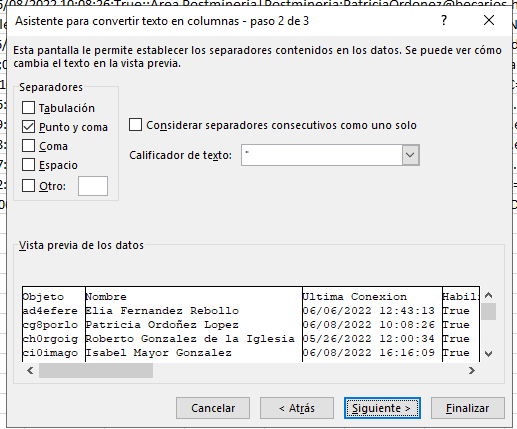 5/08/2022 10:08:26;True;:Area Postmineria|Postmineria:PatriciaOrdonez@becarios.h
Asistente para convertir texto en columnas - paso 2 de 3
Esta pantalla le permite establecer los separadores contenidos en los datos. Se puede ver cómo
cambia el texto en la vista previa.
Separadores
Tabulación
Punto y coma
Coma
Espacio
Otro:
Considerar separadores consecutivos como uno solo
Calificador de texto:
"
Vista previa de los datos
Objeto Nombre Ultima Conexion Habili
ad4efere Elia Fernandez Rebollo 06/06/2022 12:43:13 True
cg8porlo Patricia Ordoñez Lopez 06/08/2022 10:08:26 True
ch0rgoig Roberto Gonzalez de la Iglesia 05/26/2022 12:00:34 True
ci0imago Isabel Mayor Gonzalez 06/08/2022 16:16:09 True
Cancelar
< Atrás
Siguiente >
Finalizar